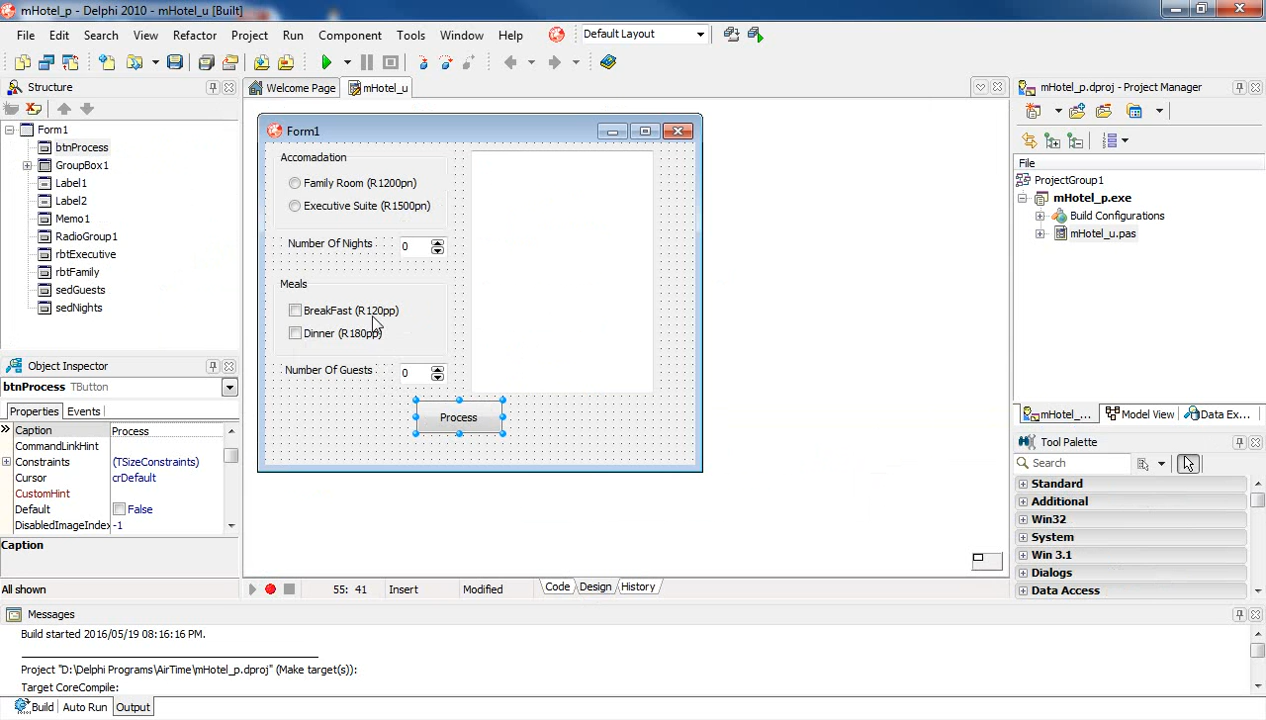 mHotel_p - Delphi 2010 - mHotel_u [Built]
File Edit Search View Refactor Project Run Component Tools Window Help Default Layout
Structure
Welcome Page mHotel_u
mHotel_p.dproj - Project Manager
Form1
btnProcess
GroupBox1
Label1
Label2
Memo1
RadioGroup1
rbtExecutive
rbtFamily
sedGuests
sedNights
Form1
Accomadation
Family Room (R1200pn)
Executive Suite (R1500pn)
Number Of Nights 0
Meals
BreakFast (R120pp)
Dinner (R180pp)
Number Of Guests 0
Process
File
ProjectGroup1
mHotel_p.exe
Build Configurations
mHotel_u.pas
mHotel_... Model View Data Ex...
Object Inspector
btnProcess TButton
Properties Events
Caption Process
CommandLinkHint
Constraints (TSizeConstraints)
Cursor crDefault
CustomHint
Default False
DisabledImageIndex -1
Caption
All shown
Tool Palette
Search
Standard
Additional
Win32
System
Win 3.1
Dialogs
Data Access
55: 41 Insert Modified Code Design History
Messages
Build started 2016/05/19 08:16:16 PM.
Project "D:\Delphi Programs\AirTime\mHotel_p.dproj" (Make target(s)):
Target CoreCompile:
Build Auto Run Output